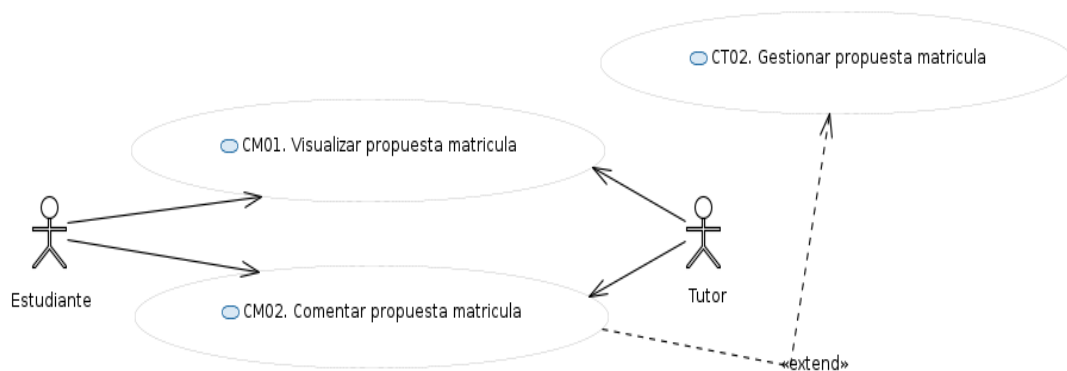 CT02. Gestionar propuesta matricula
CM01. Visualizar propuesta matricula
Estudiante
Tutor
CM02. Comentar propuesta matricula
«extend»